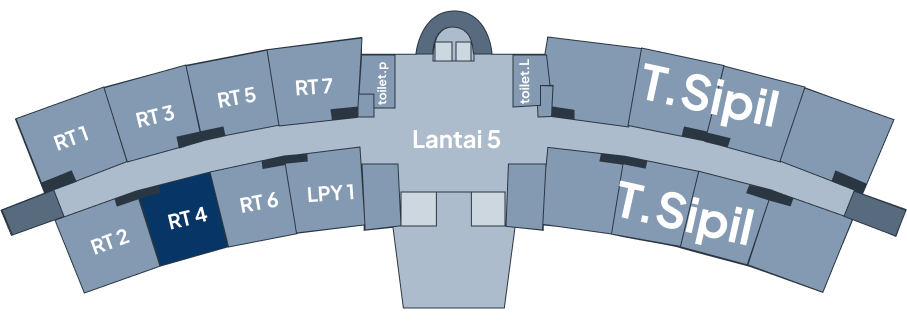 RT 1
RT 3
RT 5
RT 7
toilet.p
toilet.L
T.Sipil
Lantai 5
RT 2
RT 4
RT 6
LPY 1
T.Sipil